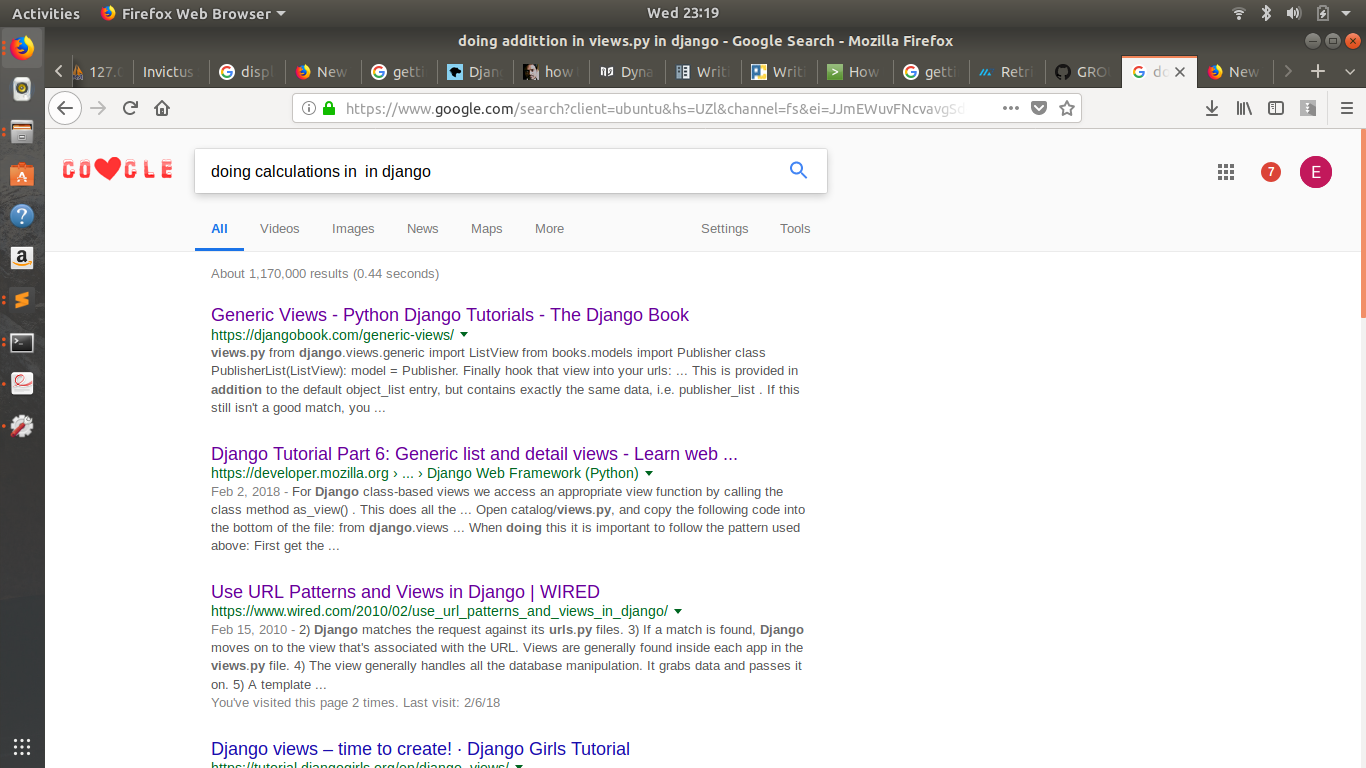 Activities Firefox Web Browser Wed 23:19
doing addittion in views.py in django - Google Search - Mozilla Firefox
127.0 Invictus displ New getti Djan how Dyna Writi Writi How getti Retri GROU do New
https://www.google.com/search?client=ubuntu&hs=UZl&channel=fs&ei=JJmEWuvFNcvavgSd
GOOGLE doing calculations in  in django 7 E
All Videos Images News Maps More Settings Tools
About 1,170,000 results (0.44 seconds)
Generic Views - Python Django Tutorials - The Django Book
https://djangobook.com/generic-views/
views.py from django.views.generic import ListView from books.models import Publisher class
PublisherList(ListView): model = Publisher. Finally hook that view into your urls: ... This is provided in
addition to the default object_list entry, but contains exactly the same data, i.e. publisher_list . If this
still isn't a good match, you ...
Django Tutorial Part 6: Generic list and detail views - Learn web ...
https://developer.mozilla.org › ... › Django Web Framework (Python)
Feb 2, 2018 - For Django class-based views we access an appropriate view function by calling the
class method as_view() . This does all the ... Open catalog/views.py, and copy the following code into
the bottom of the file: from django.views ... When doing this it is important to follow the pattern used
above: First get the ...
Use URL Patterns and Views in Django | WIRED
https://www.wired.com/2010/02/use_url_patterns_and_views_in_django/
Feb 15, 2010 - 2) Django matches the request against its urls.py files. 3) If a match is found, Django
moves on to the view that's associated with the URL. Views are generally found inside each app in the
views.py file. 4) The view generally handles all the database manipulation. It grabs data and passes it
on. 5) A template ...
You've visited this page 2 times. Last visit: 2/6/18
Django views – time to create! · Django Girls Tutorial
https://tutorial.djangogirls.org/en/django_views/